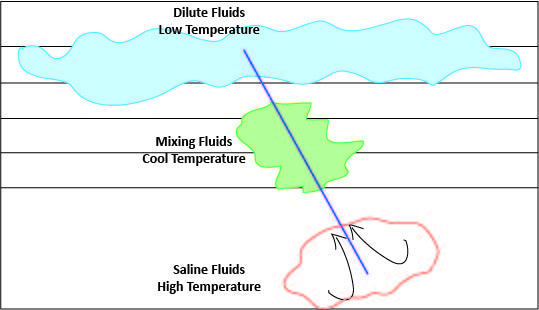 Dilute Fluids
Low Temperature
Mixing Fluids
Cool Temperature
Saline Fluids
High Temperature